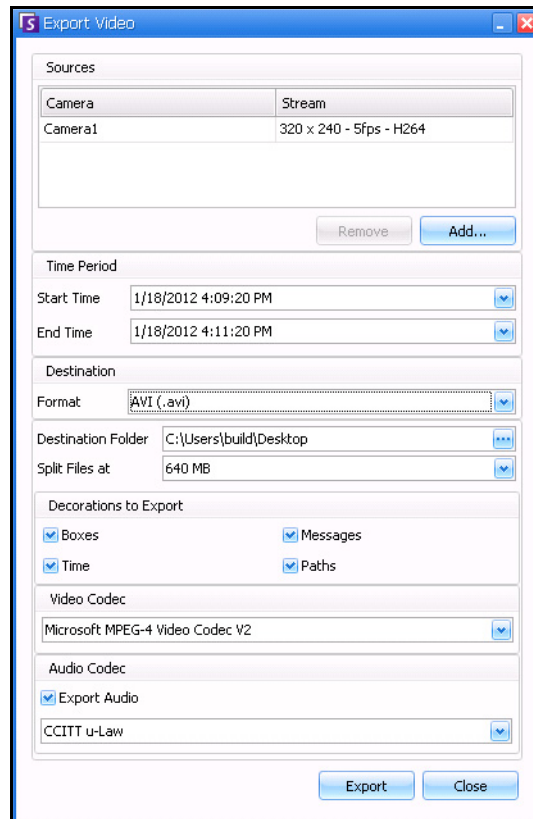 S Export Video
Sources
Camera Stream
Camera1 320 x 240 - 5fps - H264
Remove Add...
Time Period
Start Time 1/18/2012 4:09:20 PM
End Time 1/18/2012 4:11:20 PM
Destination
Format AVI (.avi)
Destination Folder C:\Users\build\Desktop
Split Files at 640 MB
Decorations to Export
Boxes Messages
Time Paths
Video Codec
Microsoft MPEG-4 Video Codec V2
Audio Codec
Export Audio
CCITT u-Law
Export Close